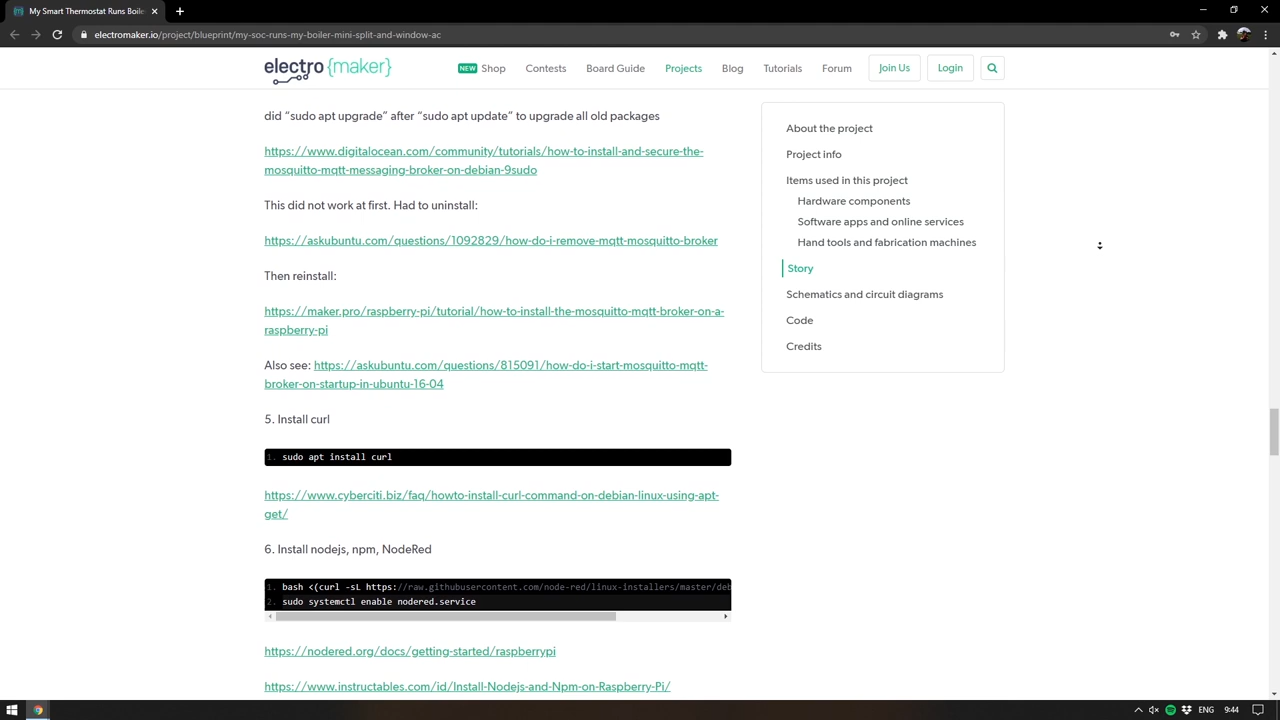 My Smart Home
electromaker.io/project/blueprint/my-soc-runs-my-boiler-mini-split-and-window-ac
electro{maker}
NEW Shop Contests Board Guide Projects Blog Tutorials Forum Join Us Login
did “sudo apt upgrade” after “sudo apt update” to upgrade all old packages
https://www.digitalocean.com/community/tutorials/how-to-install-and-secure-the-
mosquitto-mqtt-messaging-broker-on-debian-9sudo
This did not work at first. Had to uninstall:
https://askubuntu.com/questions/1092829/how-do-i-remove-mqtt-mosquitto-broker
Then reinstall:
https://maker.pro/raspberry-pi/tutorial/how-to-install-the-mosquitto-mqtt-broker-on-a-
raspberry-pi
Also see: https://askubuntu.com/questions/815091/how-do-i-start-mosquitto-mqtt-
broker-on-startup-in-ubuntu-16-04
5. Install curl
1. sudo apt install curl
https://www.cyberciti.biz/faq/howto-install-curl-command-on-debian-linux-using-apt-
get/
6. Install nodejs, npm, NodeRed
1. bash <(curl -sL https://raw.githubusercontent.com/node-red/linux-installers/master/deb
2. sudo systemctl enable nodered.service
https://nodered.org/docs/getting-started/raspberrypi
https://www.instructables.com/id/Install-Nodejs-and-Npm-on-Raspberry-Pi/
About the project
Project info
Items used in this project
Hardware components
Software apps and online services
Hand tools and fabrication machines
Story
Schematics and circuit diagrams
Code
Credits
ENG 9:44